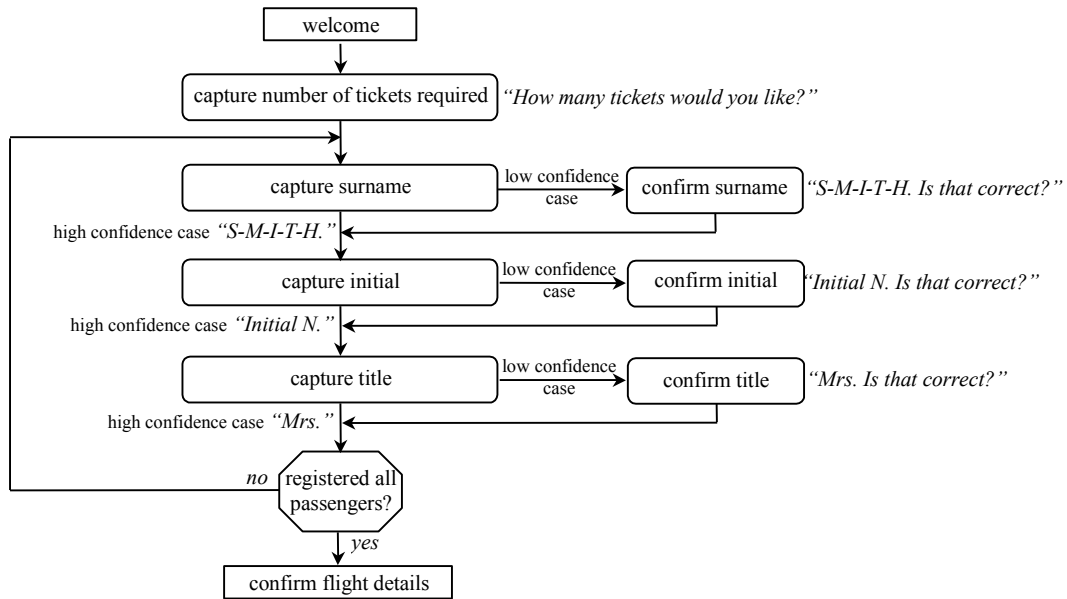 welcome
capture number of tickets required
“How many tickets would you like?”
capture surname
low confidence
case
confirm surname
“S-M-I-T-H. Is that correct?”
high confidence case “S-M-I-T-H.”
capture initial
low confidence
case
confirm initial
“Initial N. Is that correct?”
high confidence case “Initial N.”
capture title
low confidence
case
confirm title
“Mrs. Is that correct?”
high confidence case “Mrs.”
no
registered all
passengers?
yes
confirm flight details